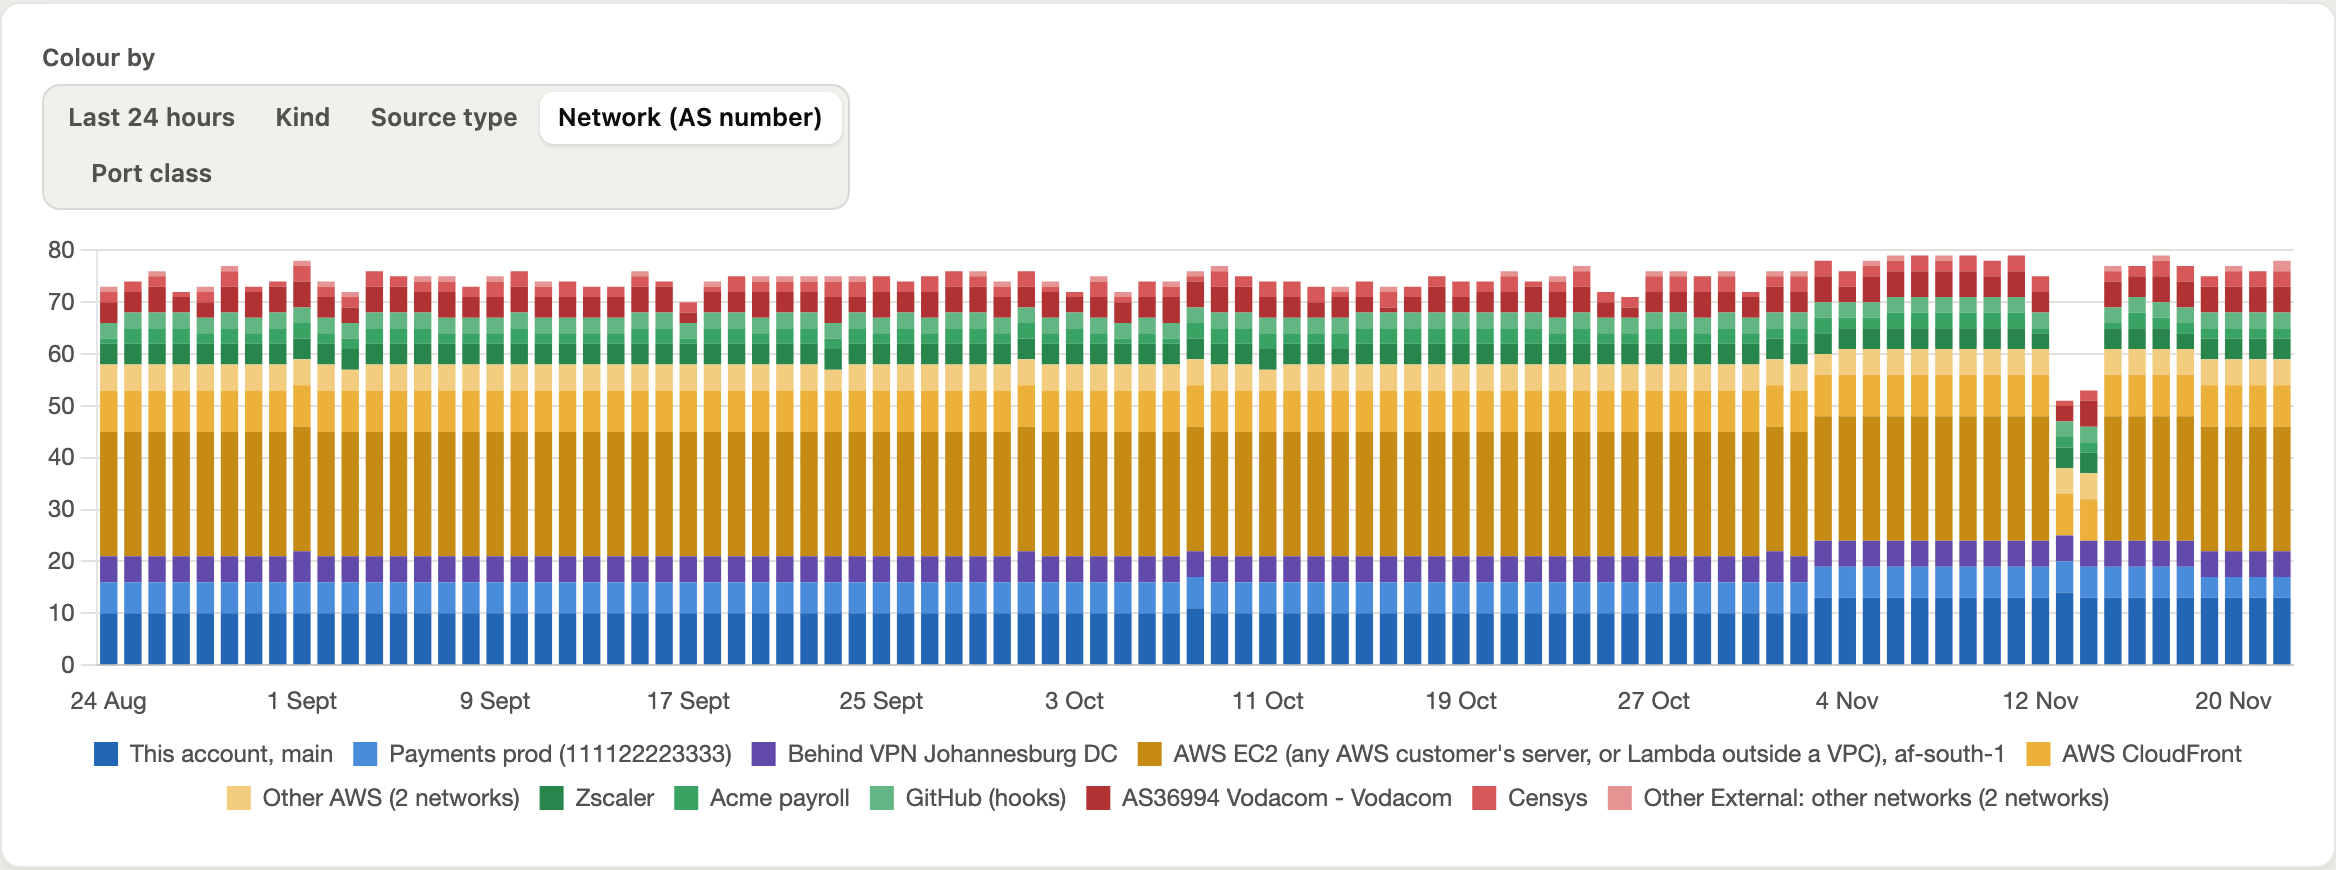 Colour by
Last 24 hours Kind Source type Network (AS number)
Port class
80
70
60
50
40
30
20
10
0
24 Aug 1 Sept 9 Sept 17 Sept 25 Sept 3 Oct 11 Oct 19 Oct 27 Oct 4 Nov 12 Nov 20 Nov
This account, main Payments prod (111122223333) Behind VPN Johannesburg DC AWS EC2 (any AWS customer's server, or Lambda outside a VPC), af-south-1 AWS CloudFront
Other AWS (2 networks) Zscaler Acme payroll GitHub (hooks) AS36994 Vodacom - Vodacom Censys Other External: other networks (2 networks)